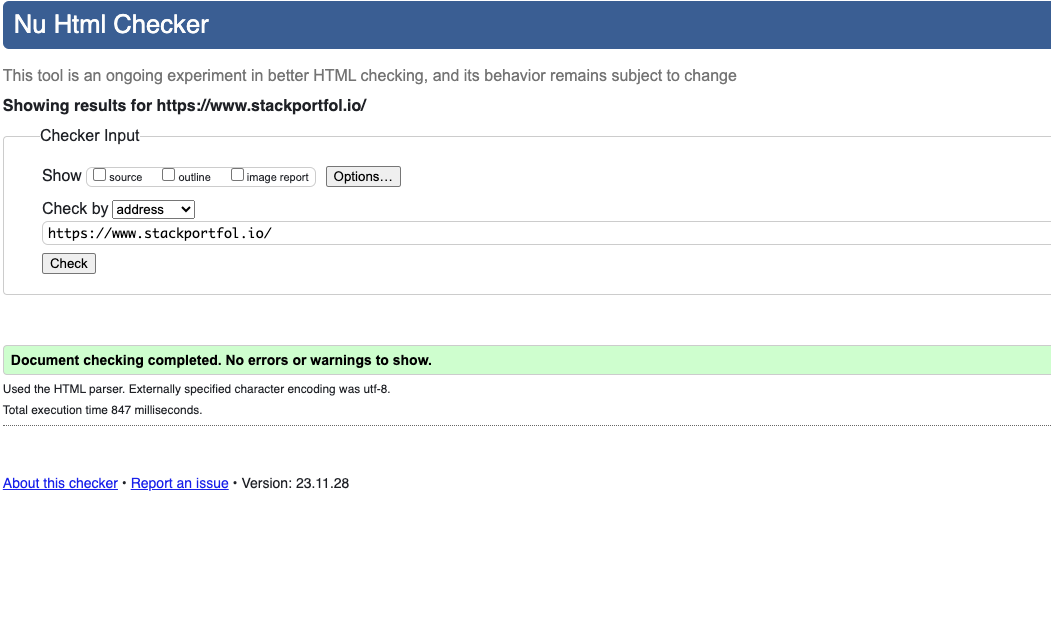 Nu Html Checker
This tool is an ongoing experiment in better HTML checking, and its behavior remains subject to change
Showing results for https://www.stackportfol.io/
Checker Input
Show source outline image report Options...
Check by address
https://www.stackportfol.io/
Check
Document checking completed. No errors or warnings to show.
Used the HTML parser. Externally specified character encoding was utf-8.
Total execution time 847 milliseconds.
About this checker • Report an issue • Version: 23.11.28